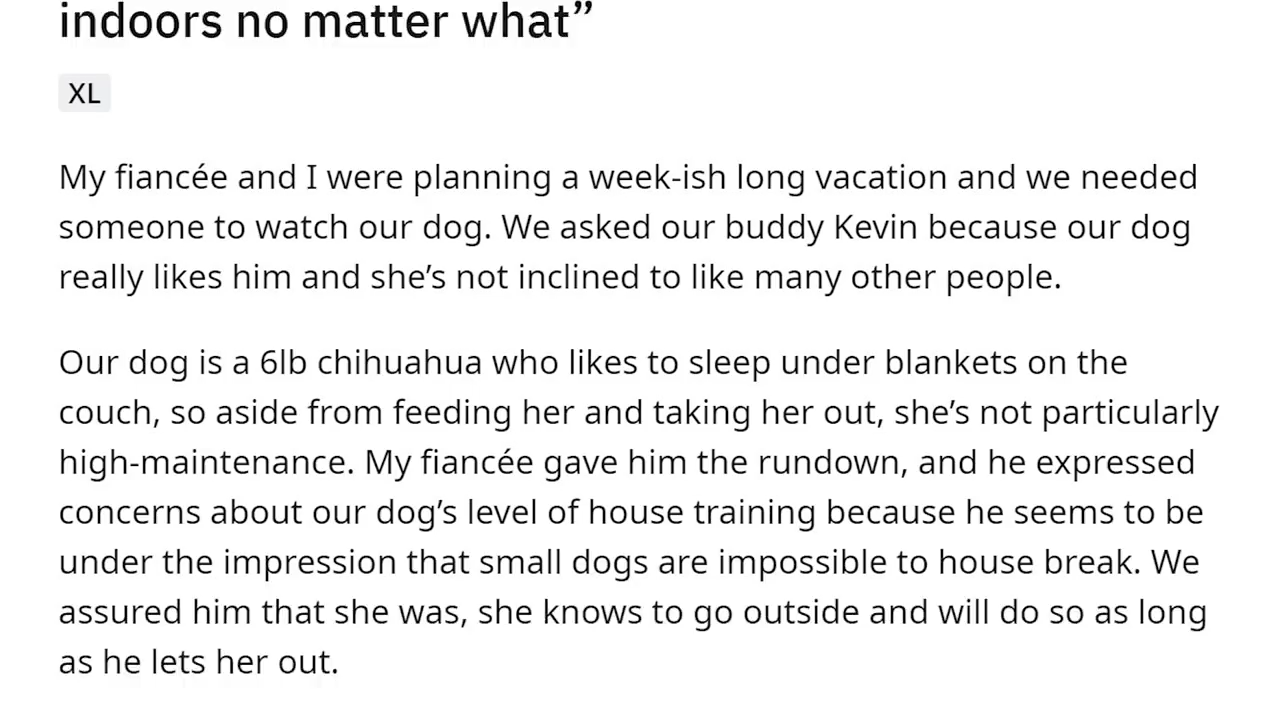 indoors no matter what”
XL
My fiancée and I were planning a week-ish long vacation and we needed
someone to watch our dog. We asked our buddy Kevin because our dog
really likes him and she’s not inclined to like many other people.
Our dog is a 6lb chihuahua who likes to sleep under blankets on the
couch, so aside from feeding her and taking her out, she’s not particularly
high-maintenance. My fiancée gave him the rundown, and he expressed
concerns about our dog’s level of house training because he seems to be
under the impression that small dogs are impossible to house break. We
assured him that she was, she knows to go outside and will do so as long
as he lets her out.